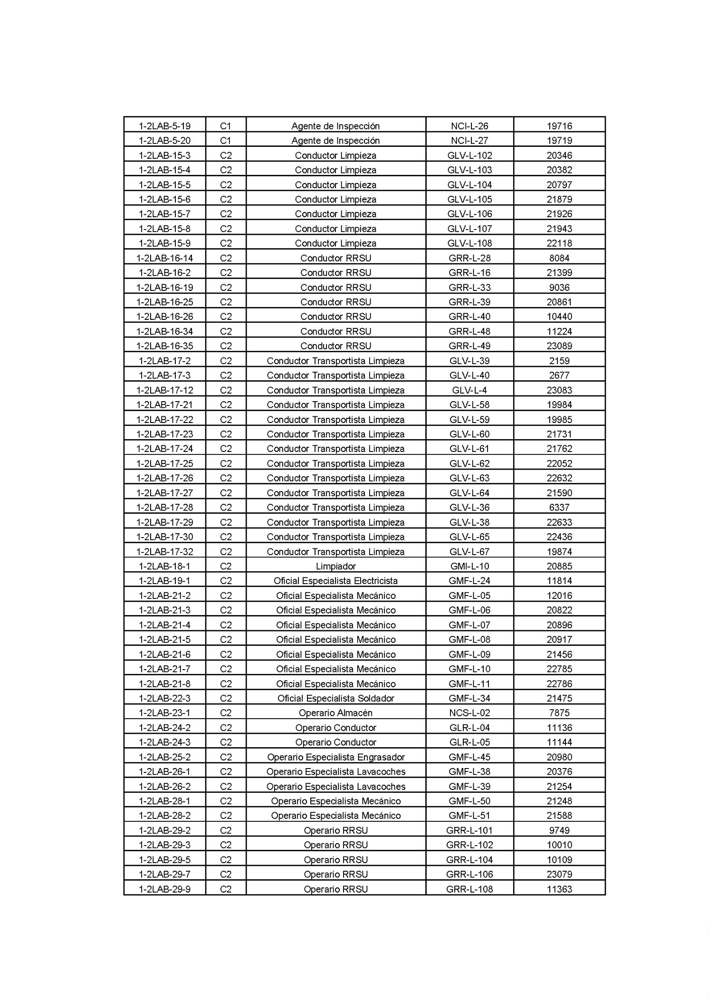 1-2LAB-5-19 C1 Agente de Inspección NCI-L-26 19716
1-2LAB-5-20 C1 Agente de Inspección NCI-L-27 19719
1-2LAB-15-3 C2 Conductor Limpieza GLV-L-102 20346
1-2LAB-15-4 C2 Conductor Limpieza GLV-L-103 20382
1-2LAB-15-5 C2 Conductor Limpieza GLV-L-104 20797
1-2LAB-15-6 C2 Conductor Limpieza GLV-L-105 21879
1-2LAB-15-7 C2 Conductor Limpieza GLV-L-106 21926
1-2LAB-15-8 C2 Conductor Limpieza GLV-L-107 21943
1-2LAB-15-9 C2 Conductor Limpieza GLV-L-108 22118
1-2LAB-16-14 C2 Conductor RRSU GRR-L-28 8084
1-2LAB-16-2 C2 Conductor RRSU GRR-L-16 21399
1-2LAB-16-19 C2 Conductor RRSU GRR-L-33 9036
1-2LAB-16-25 C2 Conductor RRSU GRR-L-39 20861
1-2LAB-16-26 C2 Conductor RRSU GRR-L-40 10440
1-2LAB-16-34 C2 Conductor RRSU GRR-L-48 11224
1-2LAB-16-35 C2 Conductor RRSU GRR-L-49 23089
1-2LAB-17-2 C2 Conductor Transportista Limpieza GLV-L-39 2159
1-2LAB-17-3 C2 Conductor Transportista Limpieza GLV-L-40 2677
1-2LAB-17-12 C2 Conductor Transportista Limpieza GLV-L-4 23083
1-2LAB-17-21 C2 Conductor Transportista Limpieza GLV-L-58 19984
1-2LAB-17-22 C2 Conductor Transportista Limpieza GLV-L-59 19985
1-2LAB-17-23 C2 Conductor Transportista Limpieza GLV-L-60 21731
1-2LAB-17-24 C2 Conductor Transportista Limpieza GLV-L-61 21762
1-2LAB-17-25 C2 Conductor Transportista Limpieza GLV-L-62 22052
1-2LAB-17-26 C2 Conductor Transportista Limpieza GLV-L-63 22632
1-2LAB-17-27 C2 Conductor Transportista Limpieza GLV-L-64 21590
1-2LAB-17-28 C2 Conductor Transportista Limpieza GLV-L-36 6337
1-2LAB-17-29 C2 Conductor Transportista Limpieza GLV-L-38 22633
1-2LAB-17-30 C2 Conductor Transportista Limpieza GLV-L-65 22436
1-2LAB-17-32 C2 Conductor Transportista Limpieza GLV-L-67 19874
1-2LAB-18-1 C2 Limpiador GMI-L-10 20885
1-2LAB-19-1 C2 Oficial Especialista Electricista GMF-L-24 11814
1-2LAB-21-2 C2 Oficial Especialista Mecánico GMF-L-05 12016
1-2LAB-21-3 C2 Oficial Especialista Mecánico GMF-L-06 20822
1-2LAB-21-4 C2 Oficial Especialista Mecánico GMF-L-07 20896
1-2LAB-21-5 C2 Oficial Especialista Mecánico GMF-L-08 20917
1-2LAB-21-6 C2 Oficial Especialista Mecánico GMF-L-09 21456
1-2LAB-21-7 C2 Oficial Especialista Mecánico GMF-L-10 22785
1-2LAB-21-8 C2 Oficial Especialista Mecánico GMF-L-11 22786
1-2LAB-22-3 C2 Oficial Especialista Soldador GMF-L-34 21475
1-2LAB-23-1 C2 Operario Almacén NCS-L-02 7875
1-2LAB-24-2 C2 Operario Conductor GLR-L-04 11136
1-2LAB-24-3 C2 Operario Conductor GLR-L-05 11144
1-2LAB-25-2 C2 Operario Especialista Engrasador GMF-L-45 20980
1-2LAB-26-1 C2 Operario Especialista Lavacoches GMF-L-38 20376
1-2LAB-26-2 C2 Operario Especialista Lavacoches GMF-L-39 21254
1-2LAB-28-1 C2 Operario Especialista Mecánico GMF-L-50 21248
1-2LAB-28-2 C2 Operario Especialista Mecánico GMF-L-51 21588
1-2LAB-29-2 C2 Operario RRSU GRR-L-101 9749
1-2LAB-29-3 C2 Operario RRSU GRR-L-102 10010
1-2LAB-29-5 C2 Operario RRSU GRR-L-104 10109
1-2LAB-29-7 C2 Operario RRSU GRR-L-106 23079
1-2LAB-29-9 C2 Operario RRSU GRR-L-108 11363